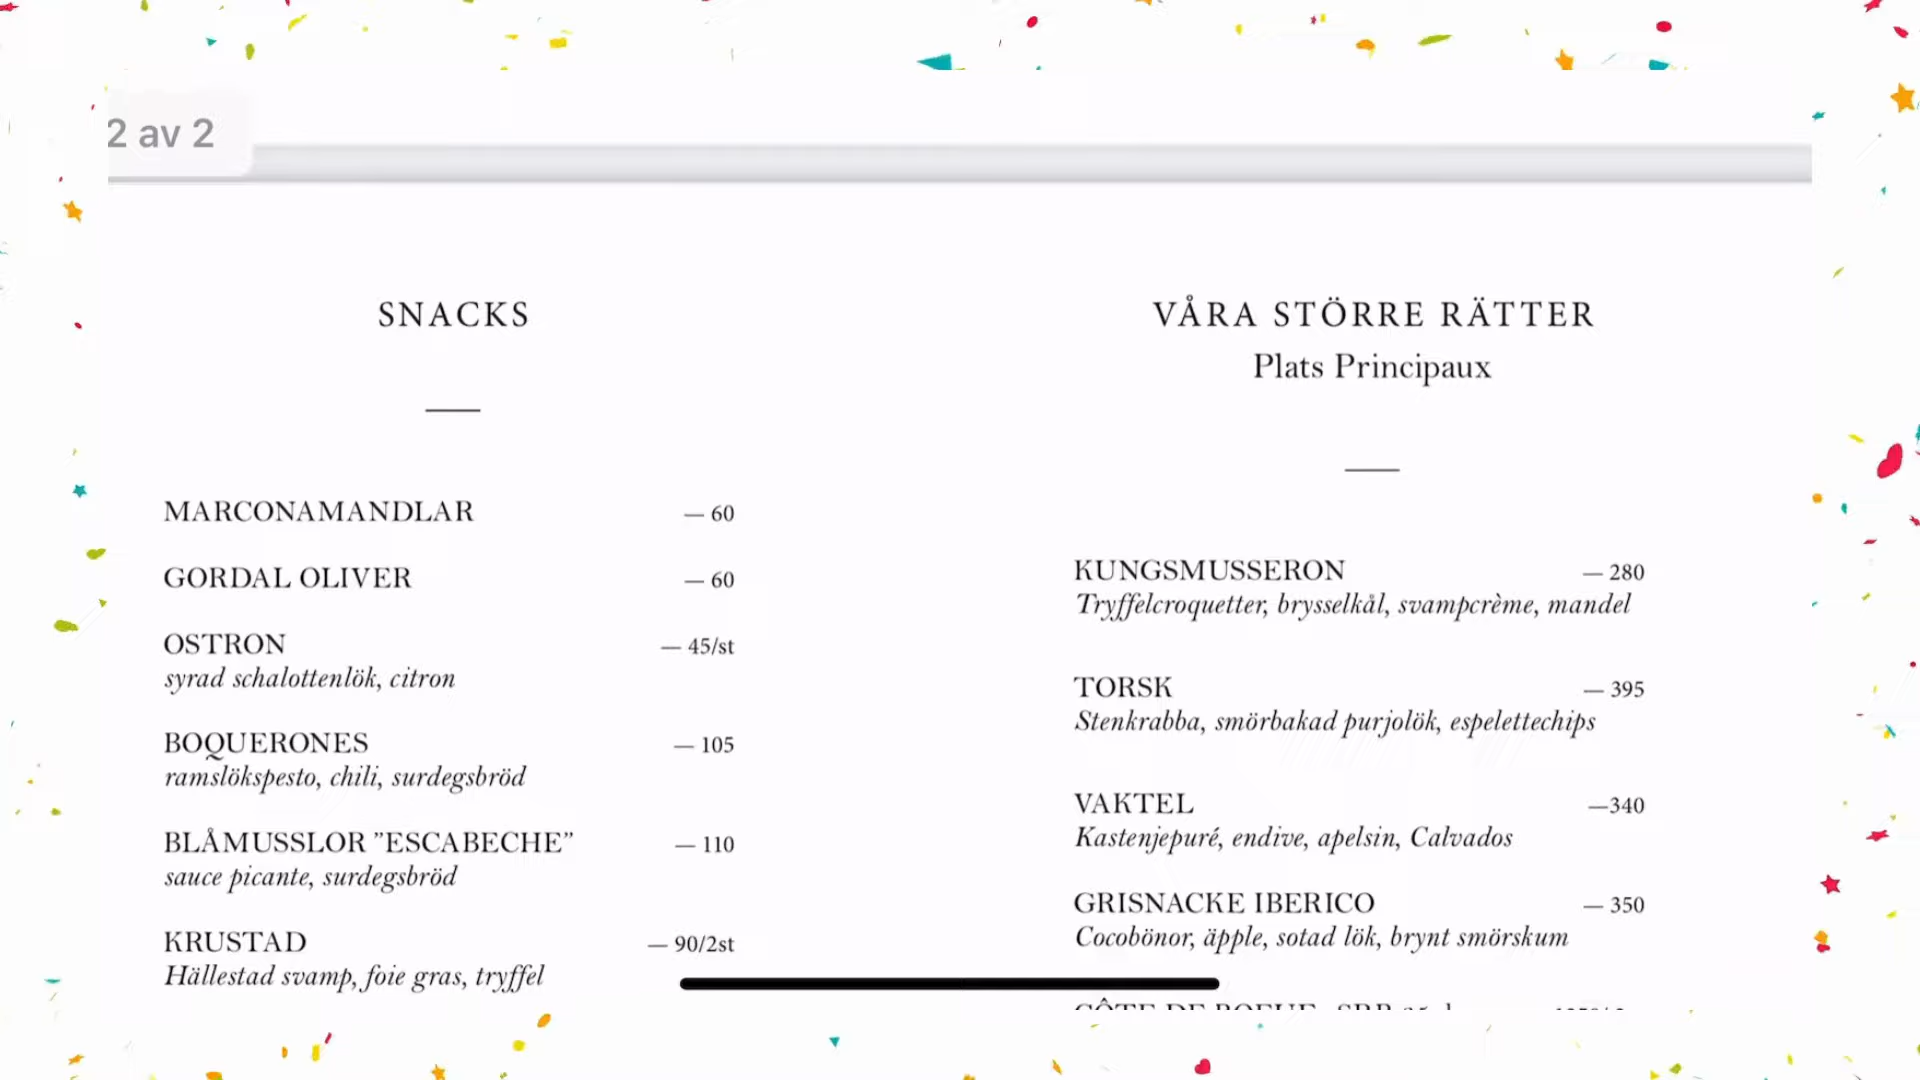 2 av 2
SNACKS
MARCONAMANDLAR — 60
GORDAL OLIVER — 60
OSTRON — 45/st
syrad schalottenlök, citron
BOQUERONES — 105
ramslökspesto, chili, surdegsbröd
BLÅMUSSLOR ”ESCABECHE” — 110
sauce picante, surdegsbröd
KRUSTAD — 90/2st
Hällestad svamp, foie gras, tryffel
VÅRA STÖRRE RÄTTER
Plats Principaux
KUNGSMUSSERON — 280
Tryffelcroquetter, brysselkål, svampcrème, mandel
TORSK — 395
Stenkrabba, smörbakad purjolök, espelettechips
VAKTEL —340
Kastenjepuré, endive, apelsin, Calvados
GRISNACKE IBERICO — 350
Cocobönor, äpple, sotad lök, brynt smörskum
CÔTE DE BOEUF